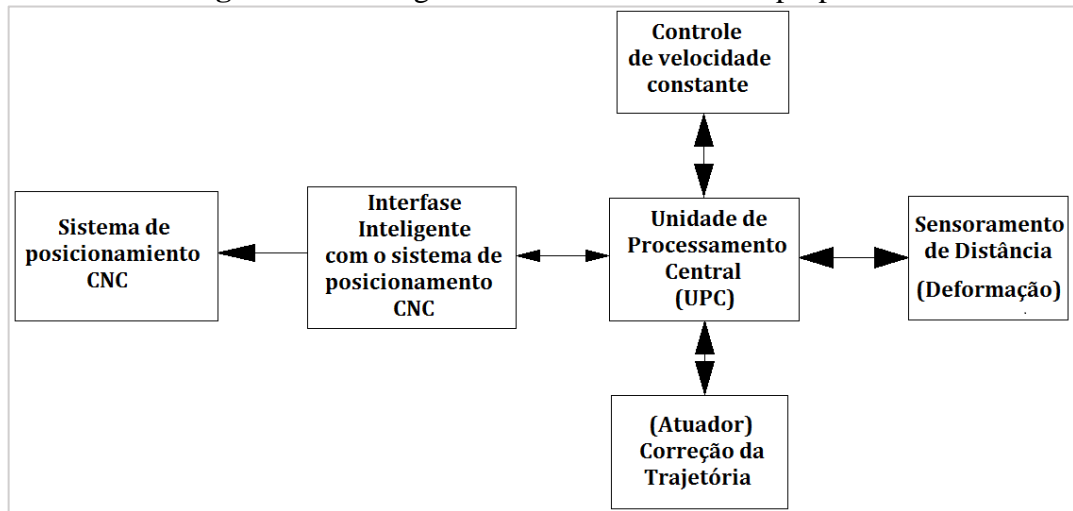 Controle
de velocidade
constante
Sistema de
posicionamiento
CNC
Interfase
Inteligente
com o sistema de
posicionamento
CNC
Unidade de
Processamento
Central
(UPC)
Sensoramento
de Distância
(Deformação)
(Atuador)
Correção da
Trajetória